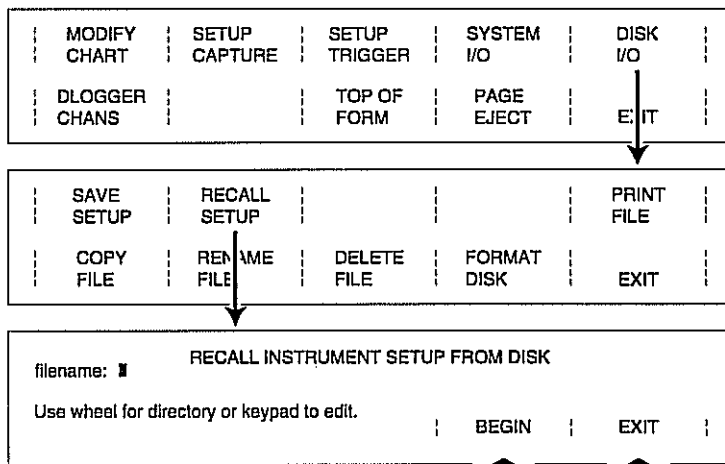 MODIFY CHART SETUP CAPTURE SETUP TRIGGER SYSTEM I/O DISK I/O
DLOGGER CHANS TOP OF FORM PAGE EJECT EXIT
SAVE SETUP RECALL SETUP PRINT FILE
COPY FILE RENAME FILE DELETE FILE FORMAT DISK EXIT
RECALL INSTRUMENT SETUP FROM DISK
filename:
Use wheel for directory or keypad to edit.
BEGIN EXIT